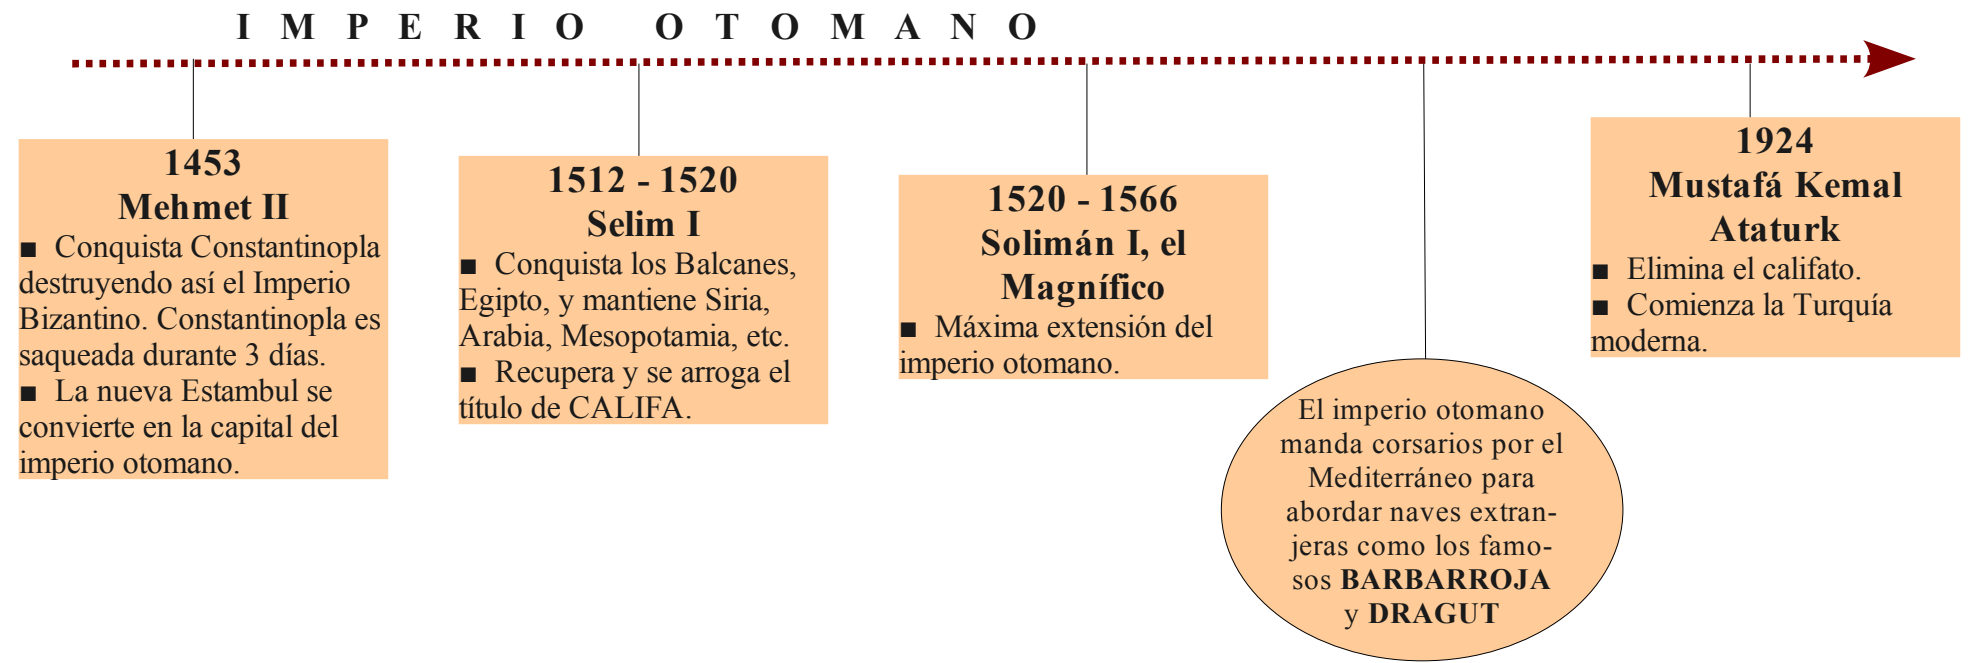 IMPERIO OTOMANO
1453
Mehmet II
■ Conquista Constantinopla
destruyendo así el Imperio
Bizantino. Constantinopla es
saqueada durante 3 días.
■ La nueva Estambul se
convierte en la capital del
imperio otomano.
1512 - 1520
Selim I
■ Conquista los Balcanes,
Egipto, y mantiene Siria,
Arabia, Mesopotamia, etc.
■ Recupera y se arroga el
título de CALIFA.
1520 - 1566
Solimán I, el
Magnífico
■ Máxima extensión del
imperio otomano.
El imperio otomano
manda corsarios por el
Mediterráneo para
abordar naves extran-
jeras como los famo-
sos BARBARROJA
y DRAGUT
1924
Mustafá Kemal
Ataturk
■ Elimina el califato.
■ Comienza la Turquía
moderna.